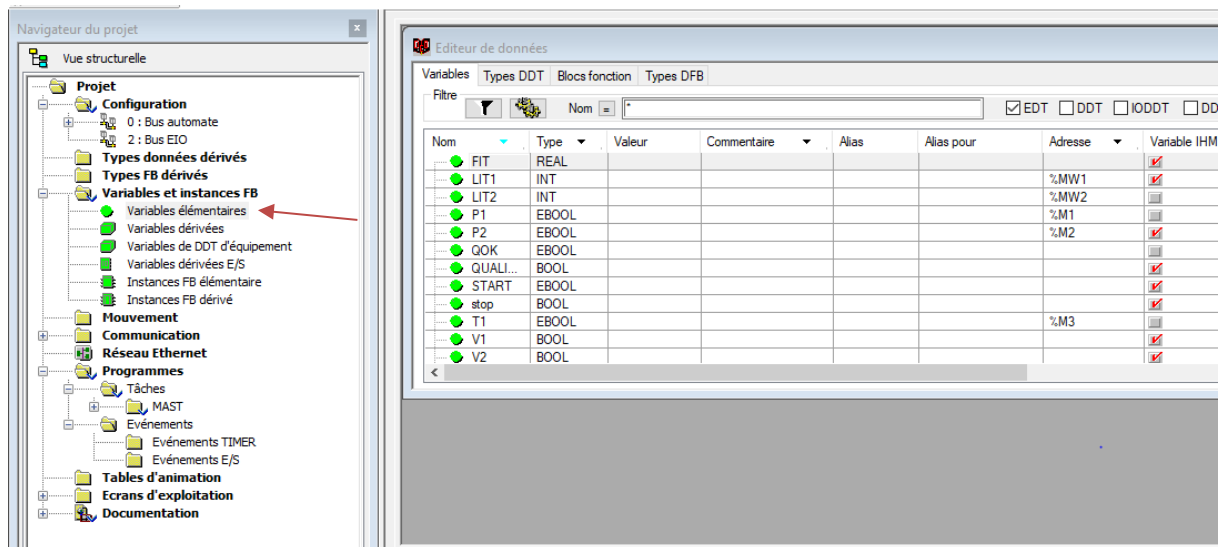 Navigateur du projet
x
Vue structurelle
Projet
Configuration
0 : Bus automate
2 : Bus EIO
Types données dérivés
Types FB dérivés
Variables et instances FB
Variables élémentaires
Variables dérivées
Variables de DDT d'équipement
Variables dérivées E/S
Instances FB élémentaire
Instances FB dérivé
Mouvement
Communication
Réseau Ethernet
Programmes
Tâches
MAST
Evénements
Evénements TIMER
Evénements E/S
Tables d'animation
Ecrans d'exploitation
Documentation
Editeur de données
Variables Types DDT Blocs fonction Types DFB
Filtre
Nom = * EDT DDT IODDT DD
Nom Type Valeur Commentaire Alias Alias pour Adresse Variable IHM
FIT REAL
LIT1 INT %MW1
LIT2 INT %MW2
P1 EBOOL %M1
P2 EBOOL %M2
QOK EBOOL
QUALI... BOOL
START EBOOL
stop BOOL
T1 EBOOL %M3
V1 BOOL
V2 BOOL